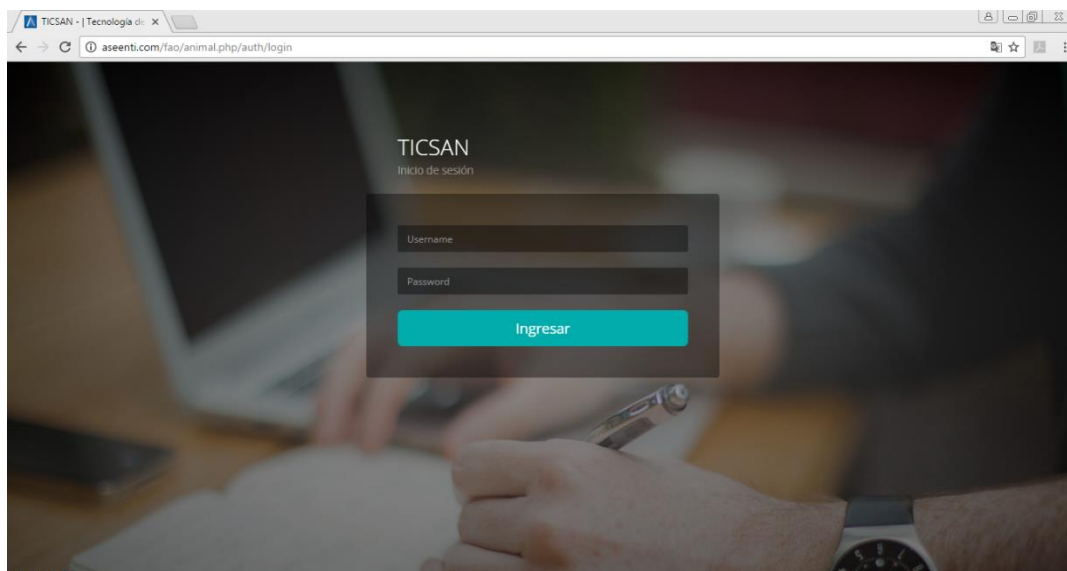 TICSAN - | Tecnología de
aseenti.com/fao/animal.php/auth/login
TICSAN
Inicio de sesión
Username
Password
Ingresar